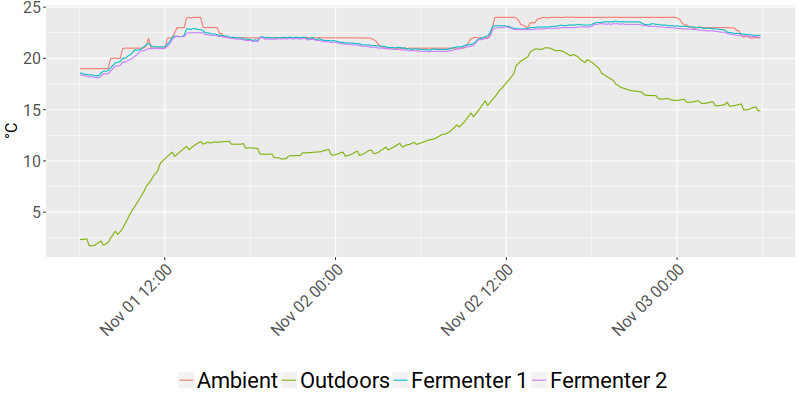 25
20
15
10
5
°C
Nov 01 12:00
Nov 02 00:00
Nov 02 12:00
Nov 03 00:00
Ambient Outdoors Fermenter 1 Fermenter 2